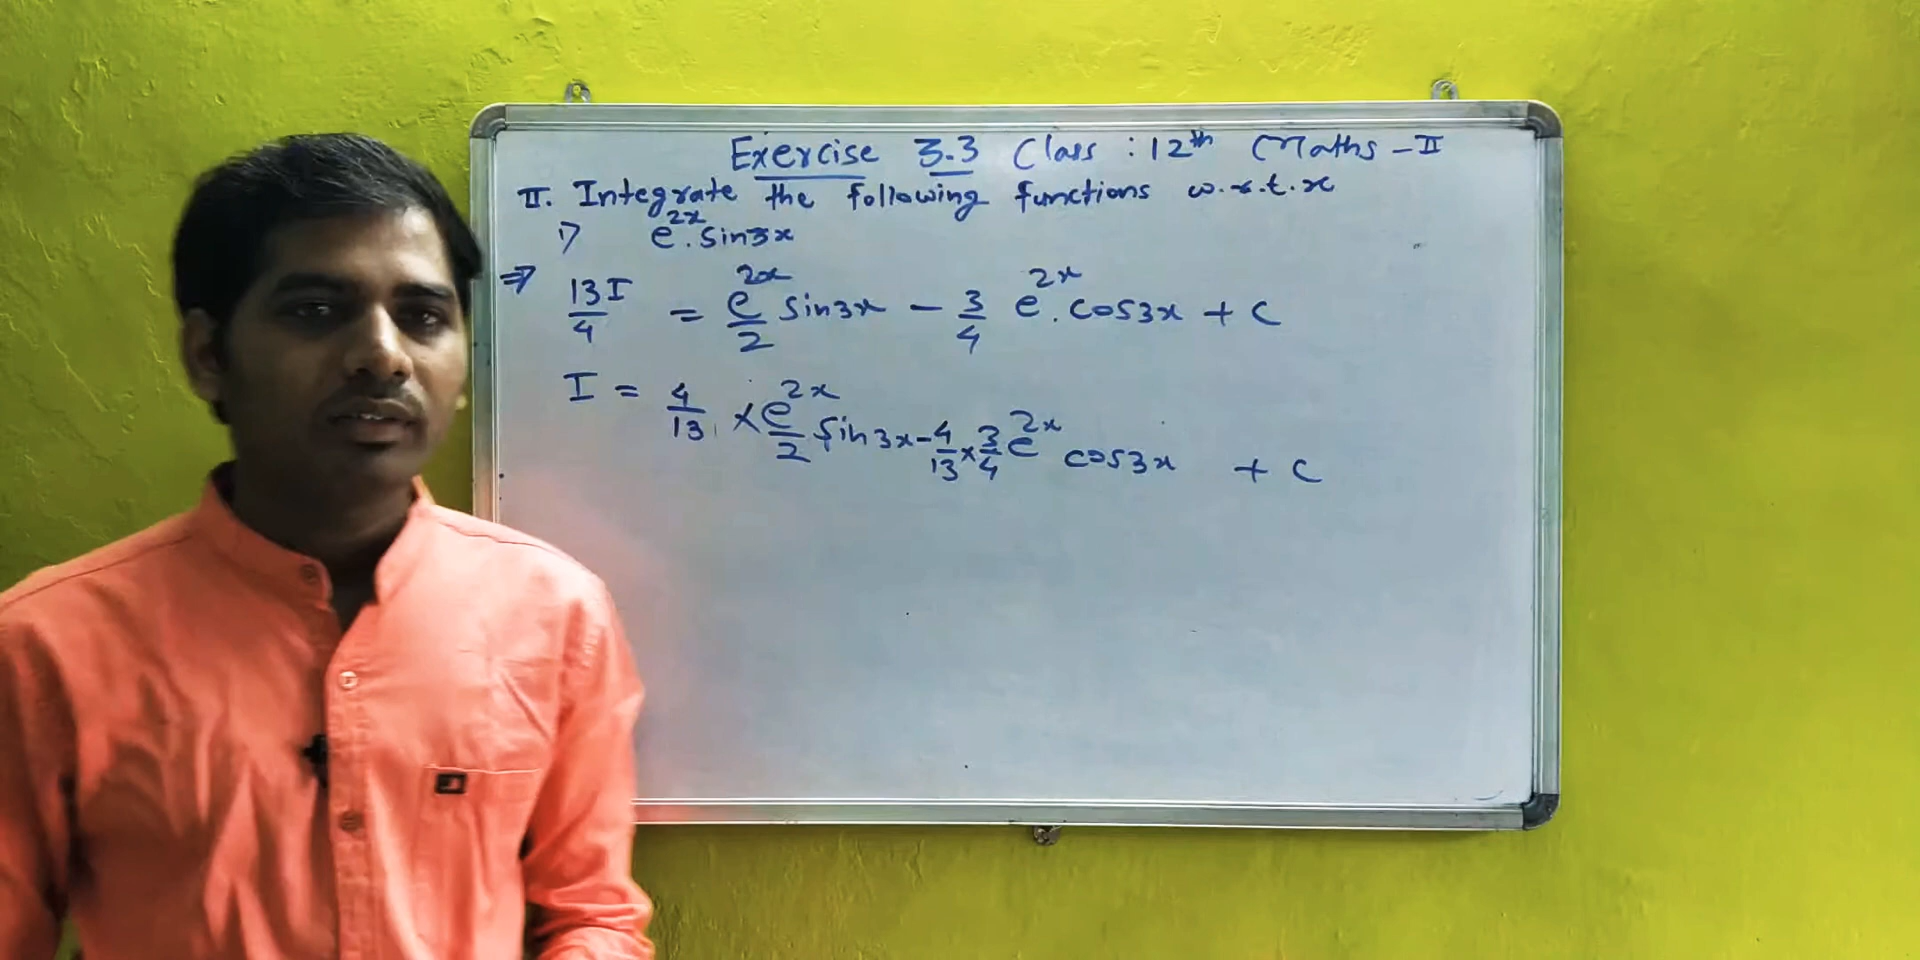 Exercise 3.3 Class : 12th Maths - II
II. Integrate the following functions w.r.t. x
1) e^2x . sin3x
⇒ 13I/4 = e^2x/2 sin3x - 3/4 e^2x . cos3x + c
I = 4/13 × e^2x/2 sin3x - 4/13 × 3/4 e^2x cos3x + c